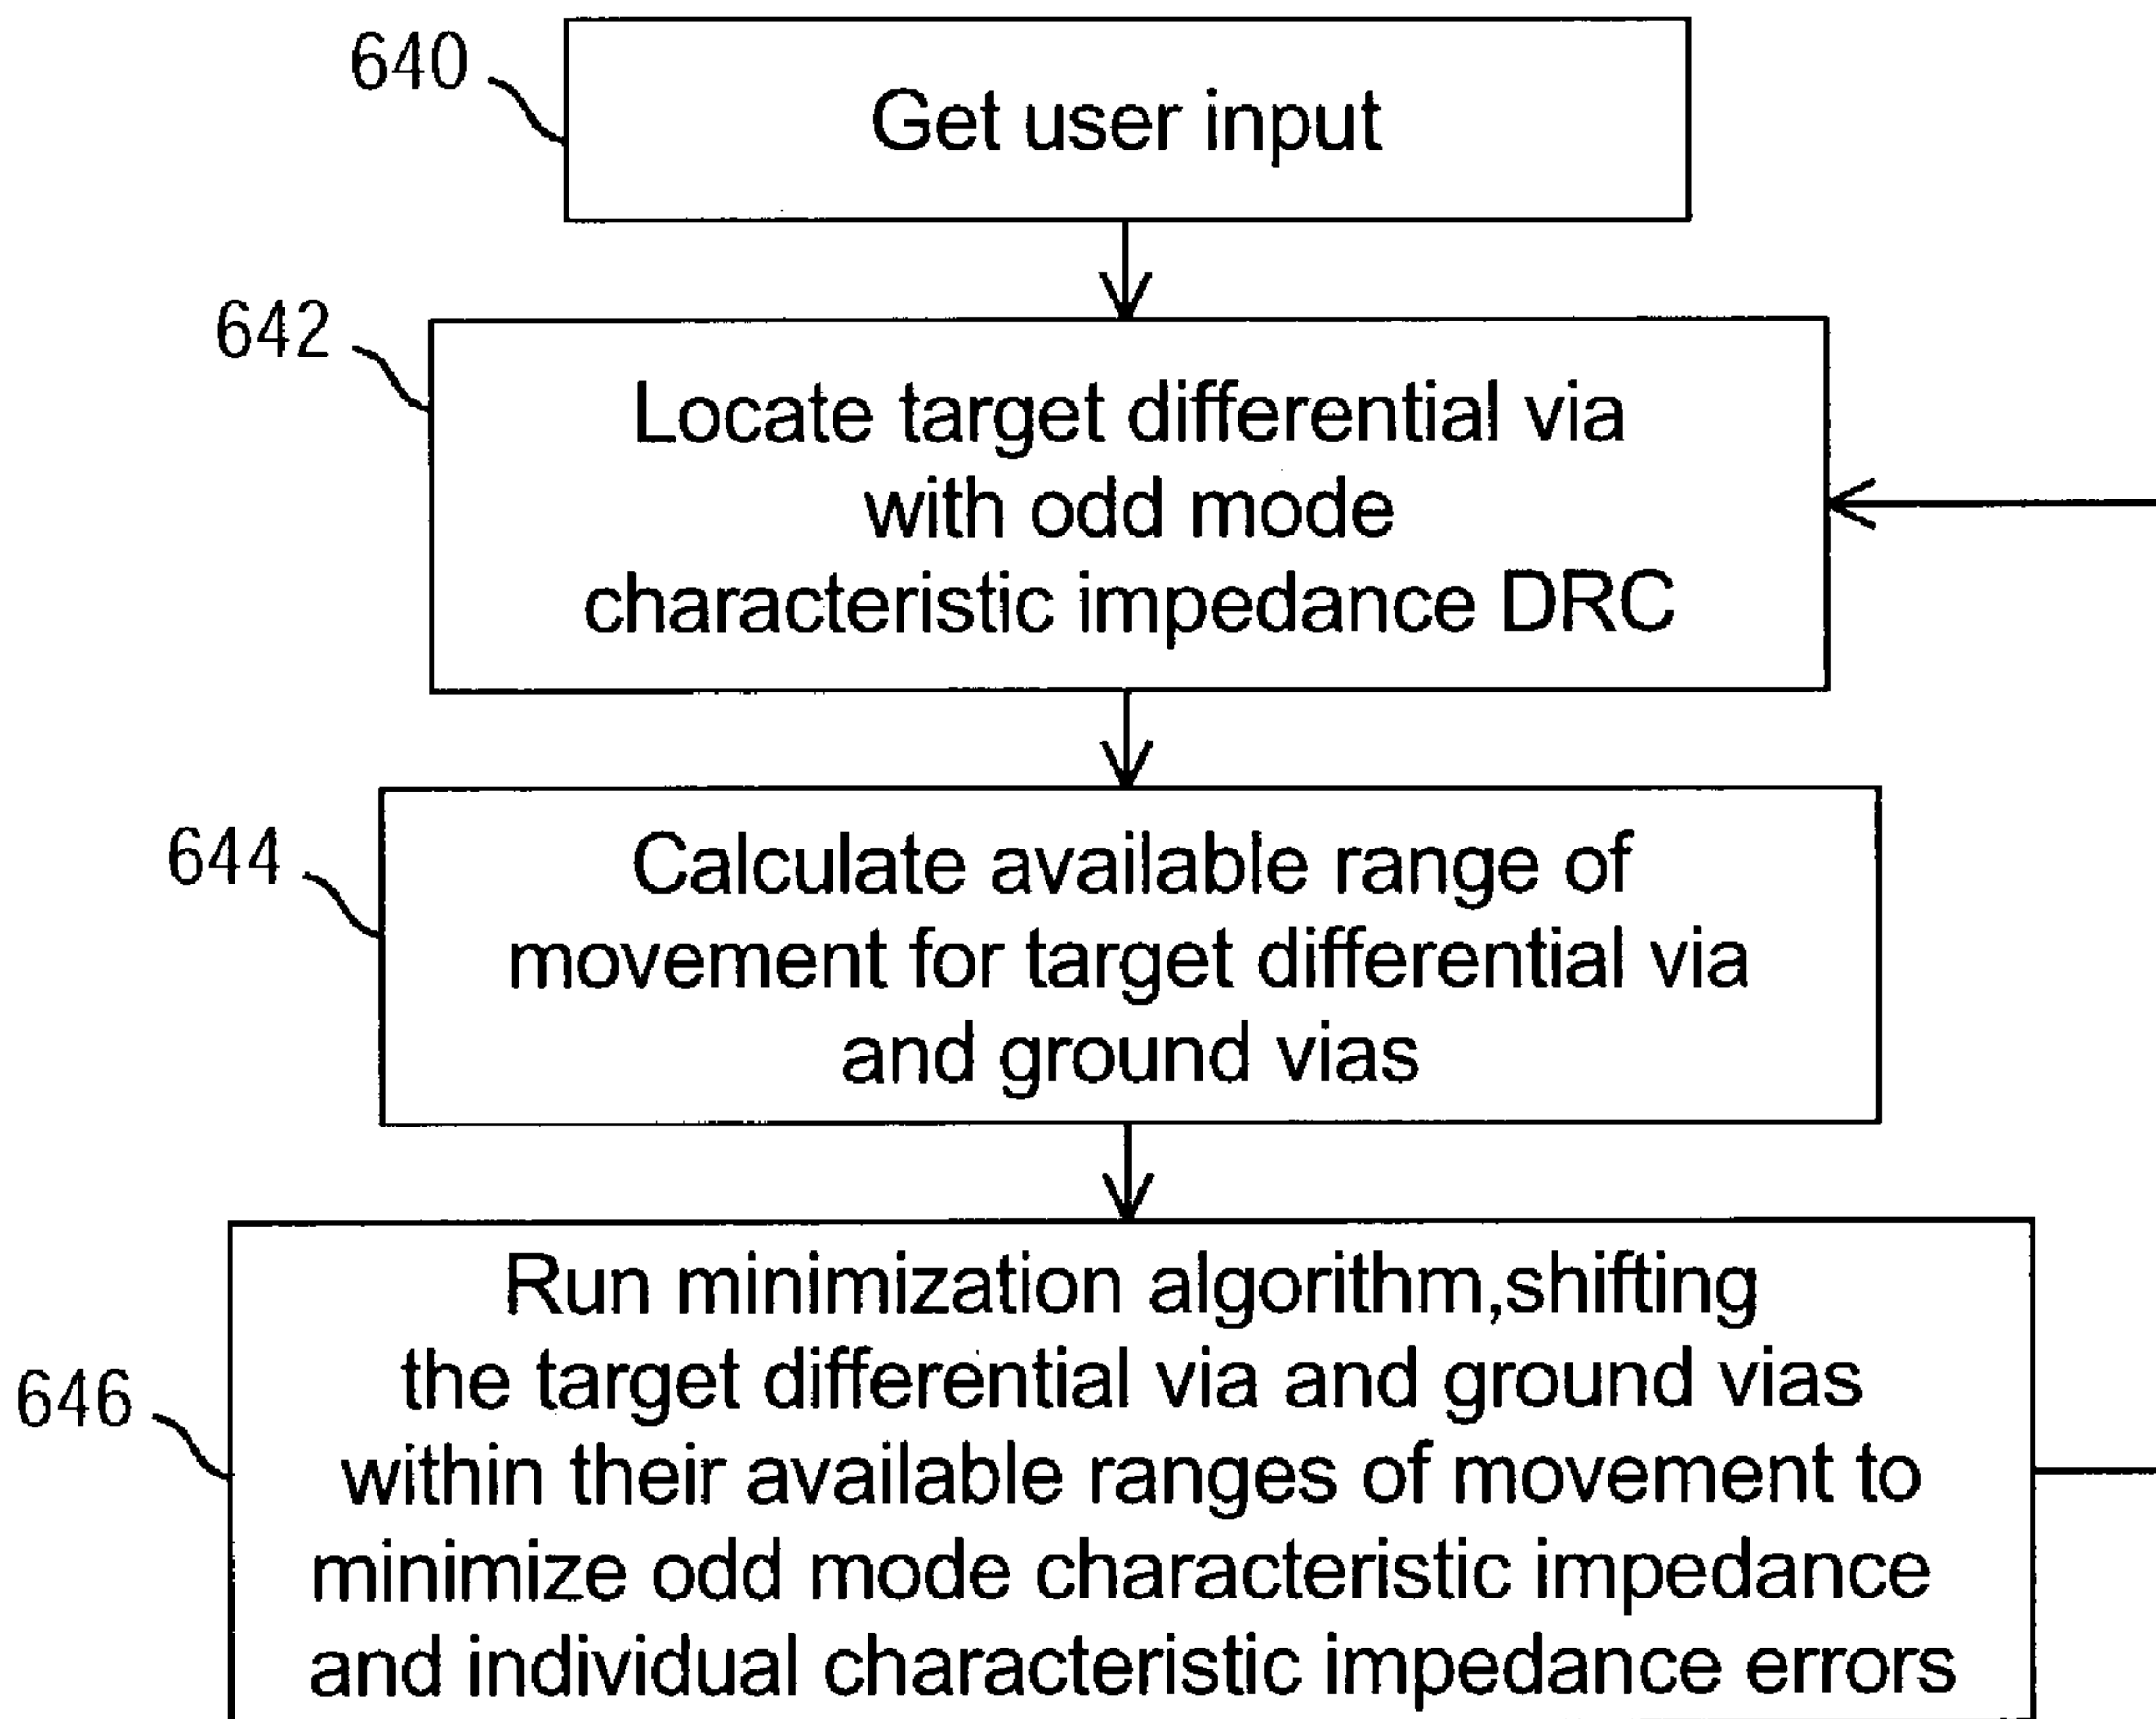 640
Get user input
642
Locate target differential via
with odd mode
characteristic impedance DRC
644
Calculate available range of
movement for target differential via
and ground vias
646
Run minimization algorithm,shifting
the target differential via and ground vias
within their available ranges of movement to
minimize odd mode characteristic impedance
and individual characteristic impedance errors